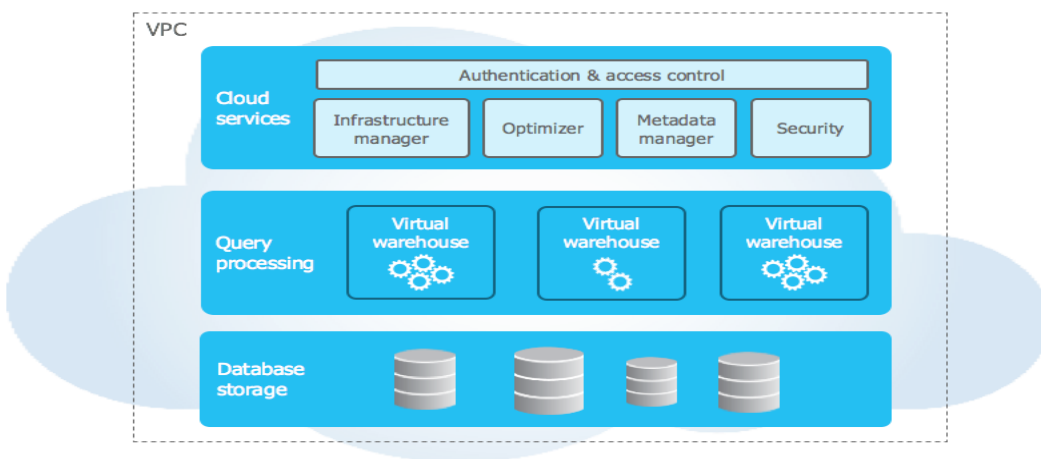 VPC
Authentication & access control
Cloud
services
Infrastructure
manager
Optimizer
Metadata
manager
Security
Query
processing
Virtual
warehouse
Virtual
warehouse
Virtual
warehouse
Database
storage